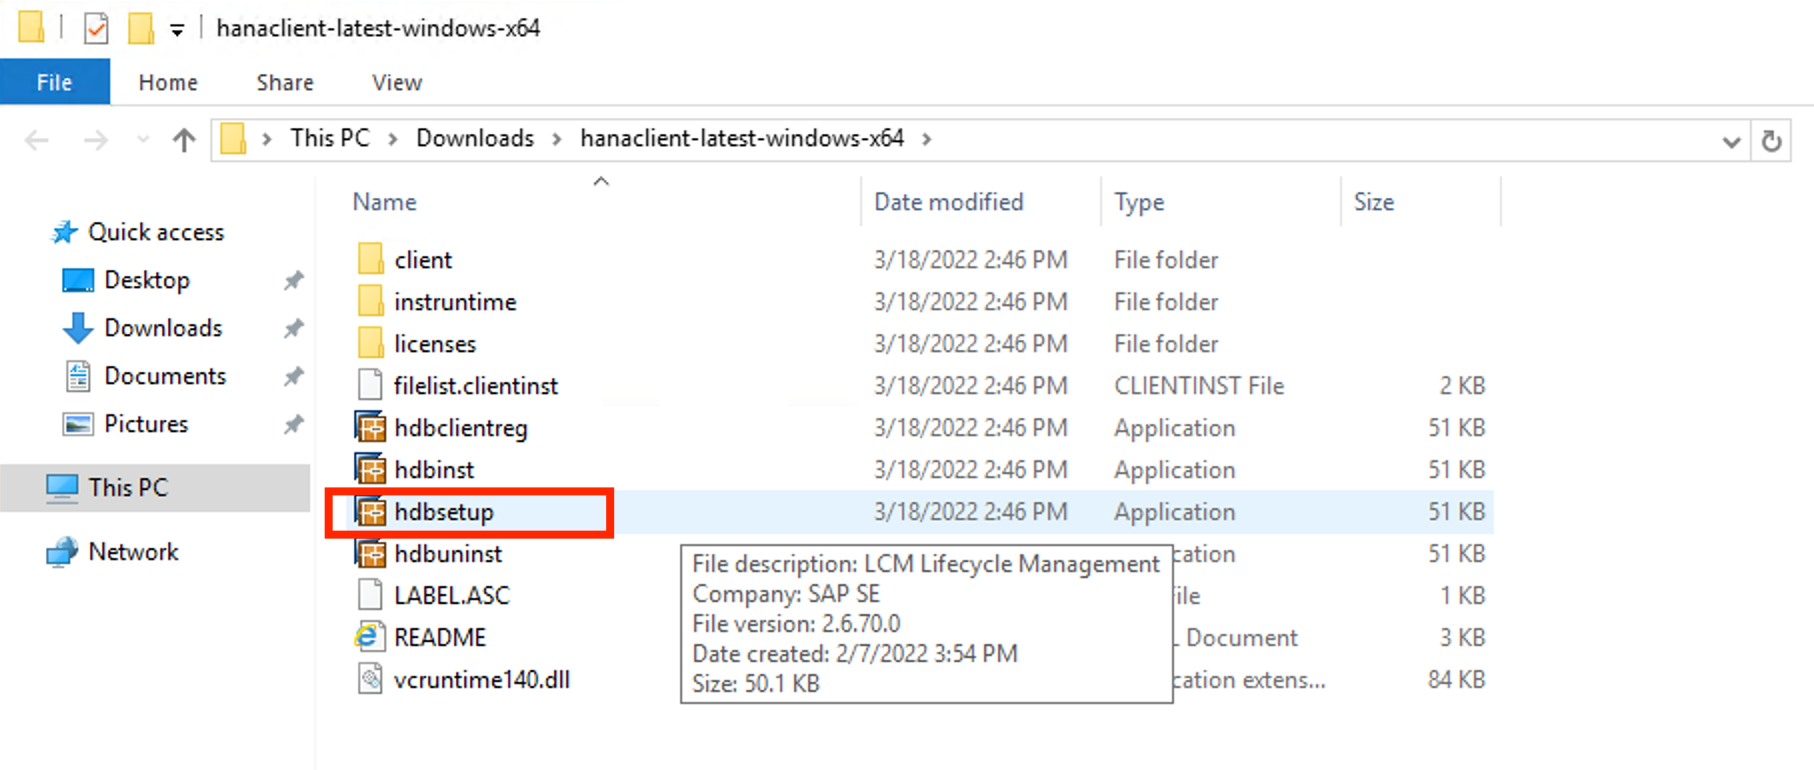 hanaclient-latest-windows-x64
File Home Share View
This PC Downloads hanaclient-latest-windows-x64
Name Date modified Type Size
Quick access
Desktop
Downloads
Documents
Pictures
This PC
Network
client 3/18/2022 2:46 PM File folder
instruntime 3/18/2022 2:46 PM File folder
licenses 3/18/2022 2:46 PM File folder
filelist.clientinst 3/18/2022 2:46 PM CLIENTINST File 2 KB
hdbclientreg 3/18/2022 2:46 PM Application 51 KB
hdbinst 3/18/2022 2:46 PM Application 51 KB
hdbsetup 3/18/2022 2:46 PM Application 51 KB
hdbuninst cation 51 KB
LABEL.ASC File 1 KB
README L Document 3 KB
vcruntime140.dll cation extens... 84 KB
File description: LCM Lifecycle Management
Company: SAP SE
File version: 2.6.70.0
Date created: 2/7/2022 3:54 PM
Size: 50.1 KB